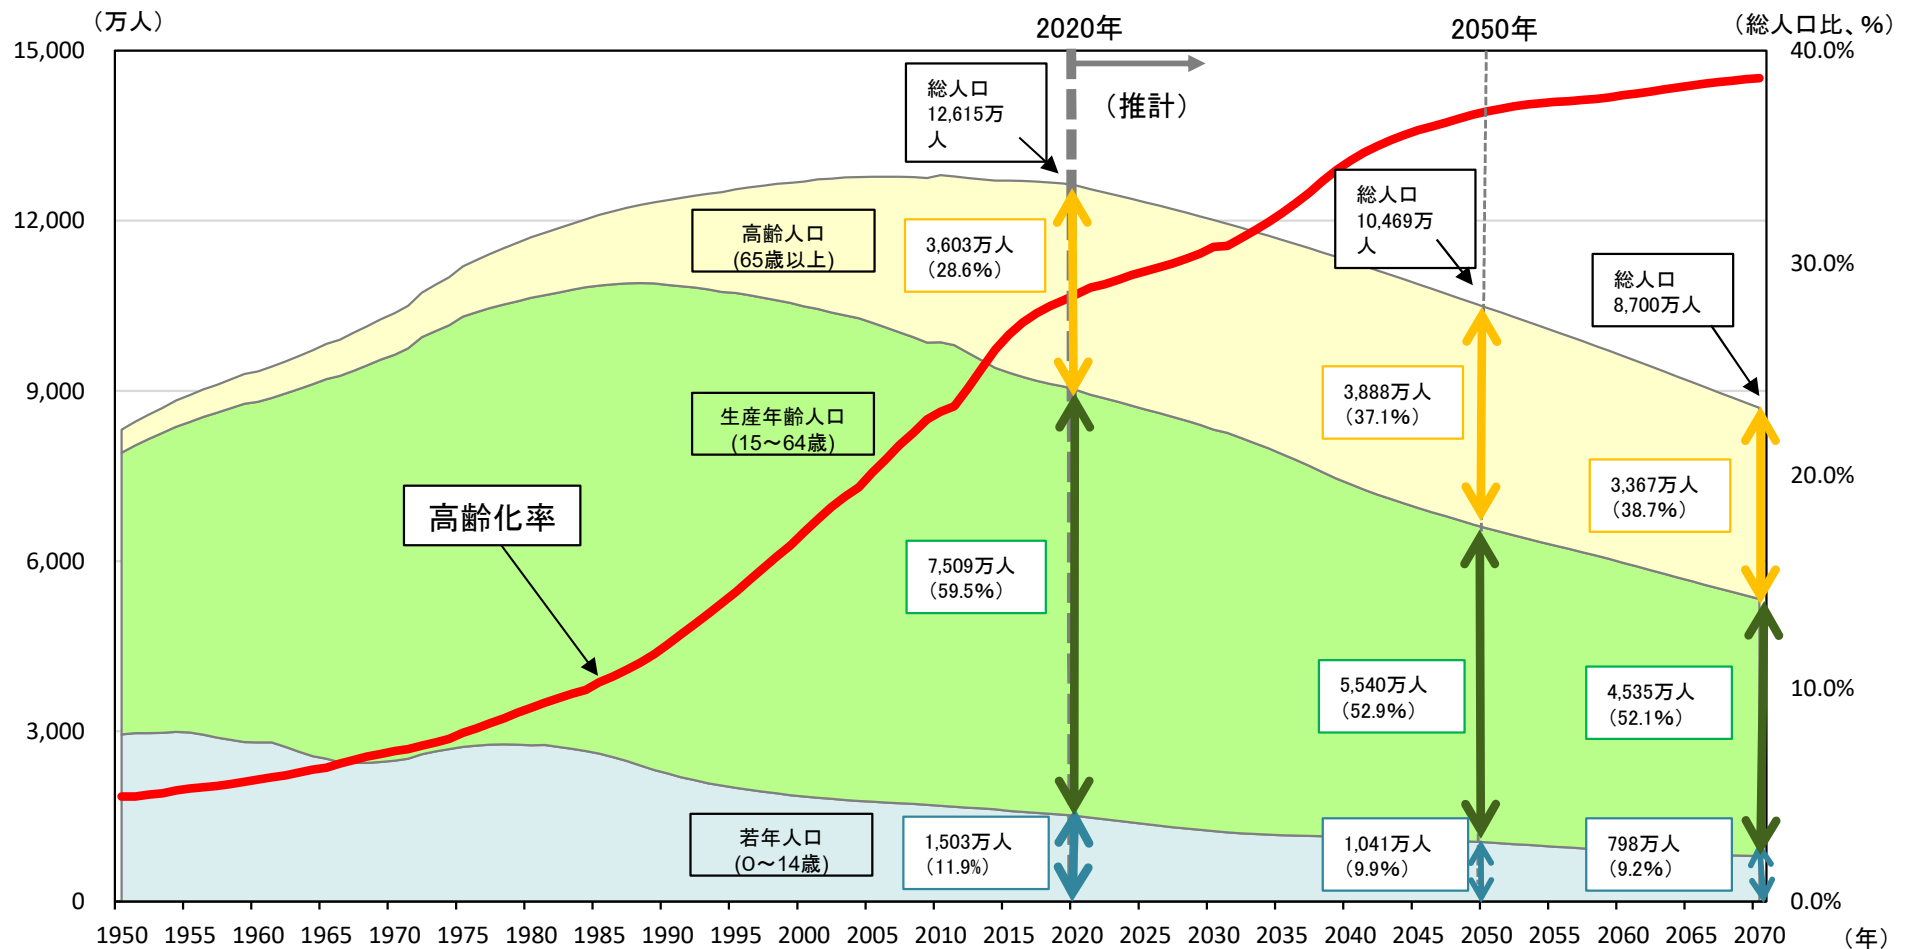 （万人）
2020年
2050年
（総人口比、%）
15,000
12,000
9,000
6,000
3,000
0
40.0%
30.0%
20.0%
10.0%
0.0%
総人口
12,615万
人
（推計）
総人口
10,469万
人
総人口
8,700万人
高齢人口
(65歳以上)
3,603万人
（28.6%）
3,888万人
（37.1%）
3,367万人
（38.7%）
生産年齢人口
(15～64歳)
高齢化率
7,509万人
（59.5%）
5,540万人
（52.9%）
4,535万人
（52.1%）
若年人口
(0～14歳)
1,503万人
（11.9%）
1,041万人
（9.9%）
798万人
（9.2%）
1950 1955 1960 1965 1970 1975 1980 1985 1990 1995 2000 2005 2010 2015 2020 2025 2030 2035 2040 2045 2050 2055 2060 2065 2070 （年）